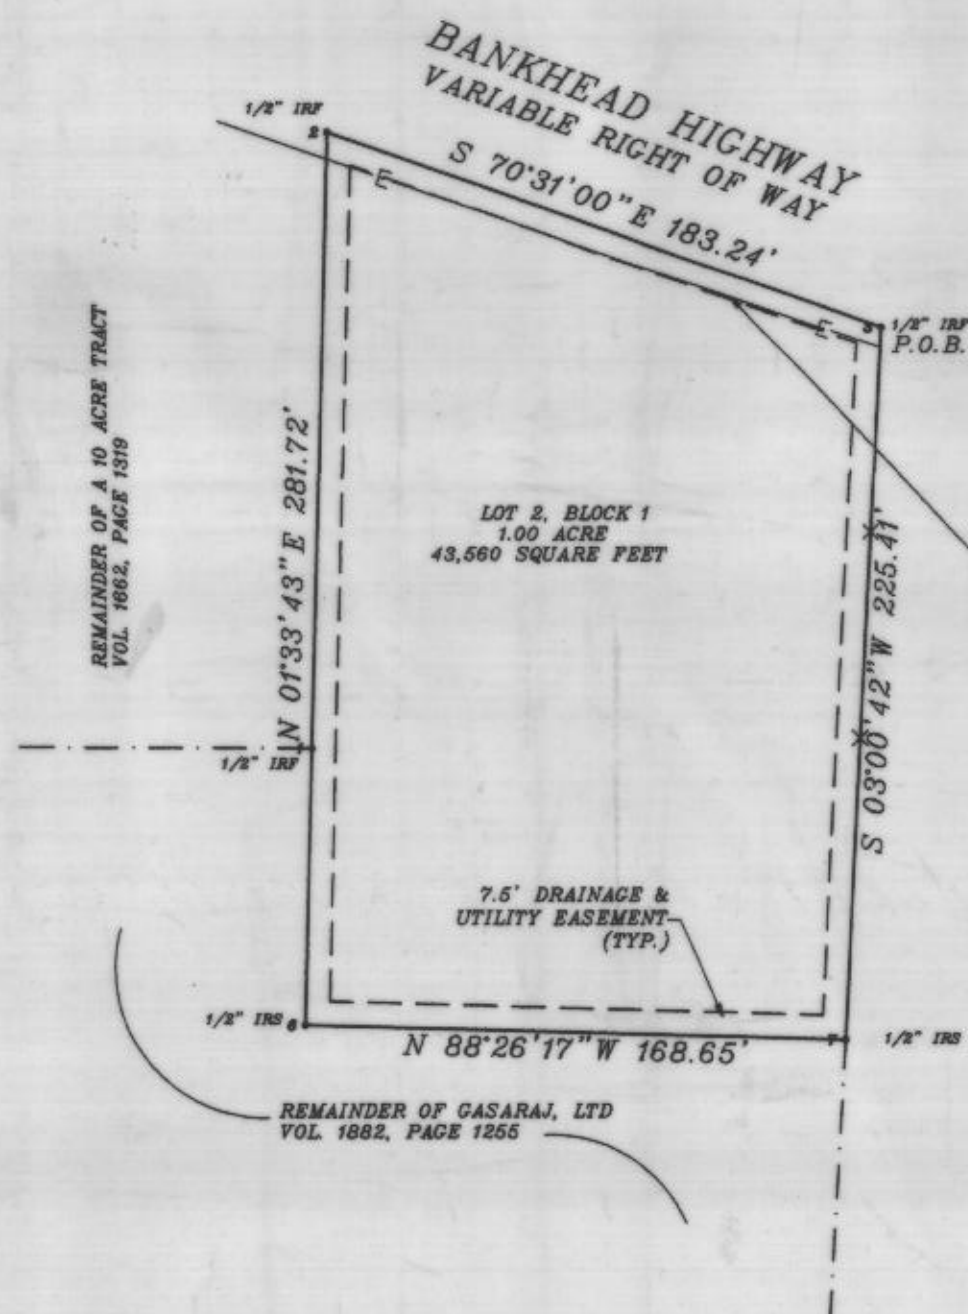 BANKHEAD HIGHWAY
VARIABLE RIGHT OF WAY
S 70°31'00"E 183.24'
1/2" IRF
2
E
E
3
1/2" IRF
P.O.B.
REMAINDER OF A 10 ACRE TRACT
VOL. 1662, PAGE 1319
N 01°33'43"E 281.72'
LOT 2, BLOCK 1
1.00 ACRE
43,560 SQUARE FEET
S 03°00'42"W 225.41'
1/2" IRF
7.5' DRAINAGE &
UTILITY EASEMENT
(TYP.)
1/2" IRS
6
7
1/2" IRS
N 88°26'17"W 168.65'
REMAINDER OF GASARAJ, LTD
VOL. 1882, PAGE 1255